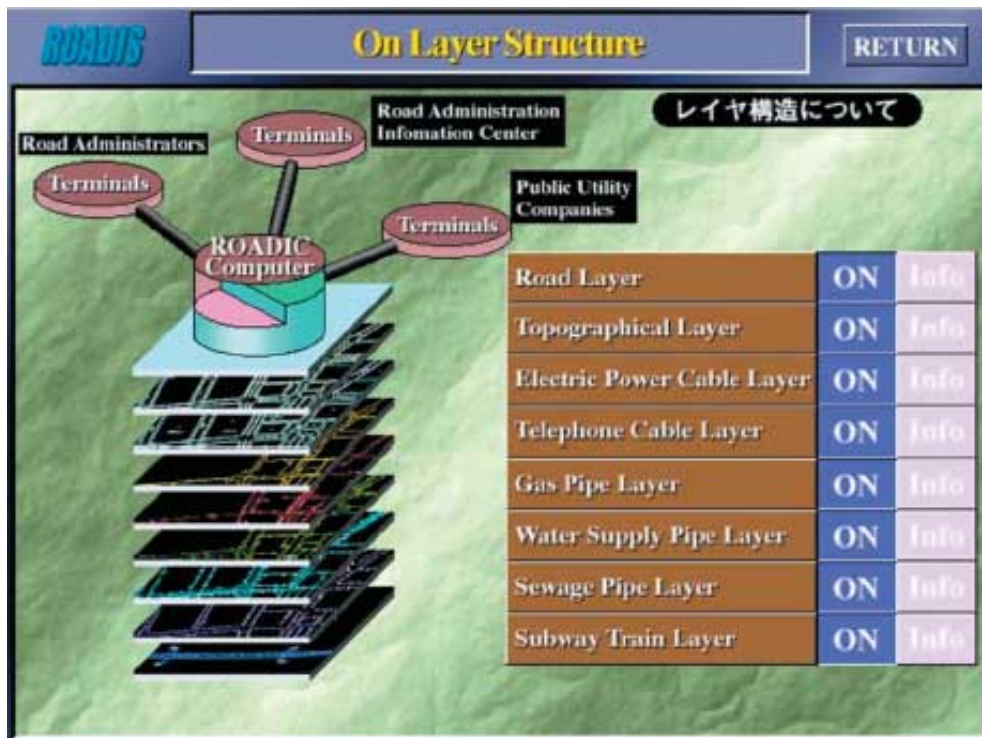 ROADIS
On Layer Structure
RETURN
レイヤ構造について
Road Administration
Infomation Center
Terminals
Road Administrators
Terminals
Public Utility
Companies
Terminals
ROADIC
Computer
Road Layer ON Info
Topographical Layer ON Info
Electric Power Cable Layer ON Info
Telephone Cable Layer ON Info
Gas Pipe Layer ON Info
Water Supply Pipe Layer ON Info
Sewage Pipe Layer ON Info
Subway Train Layer ON Info